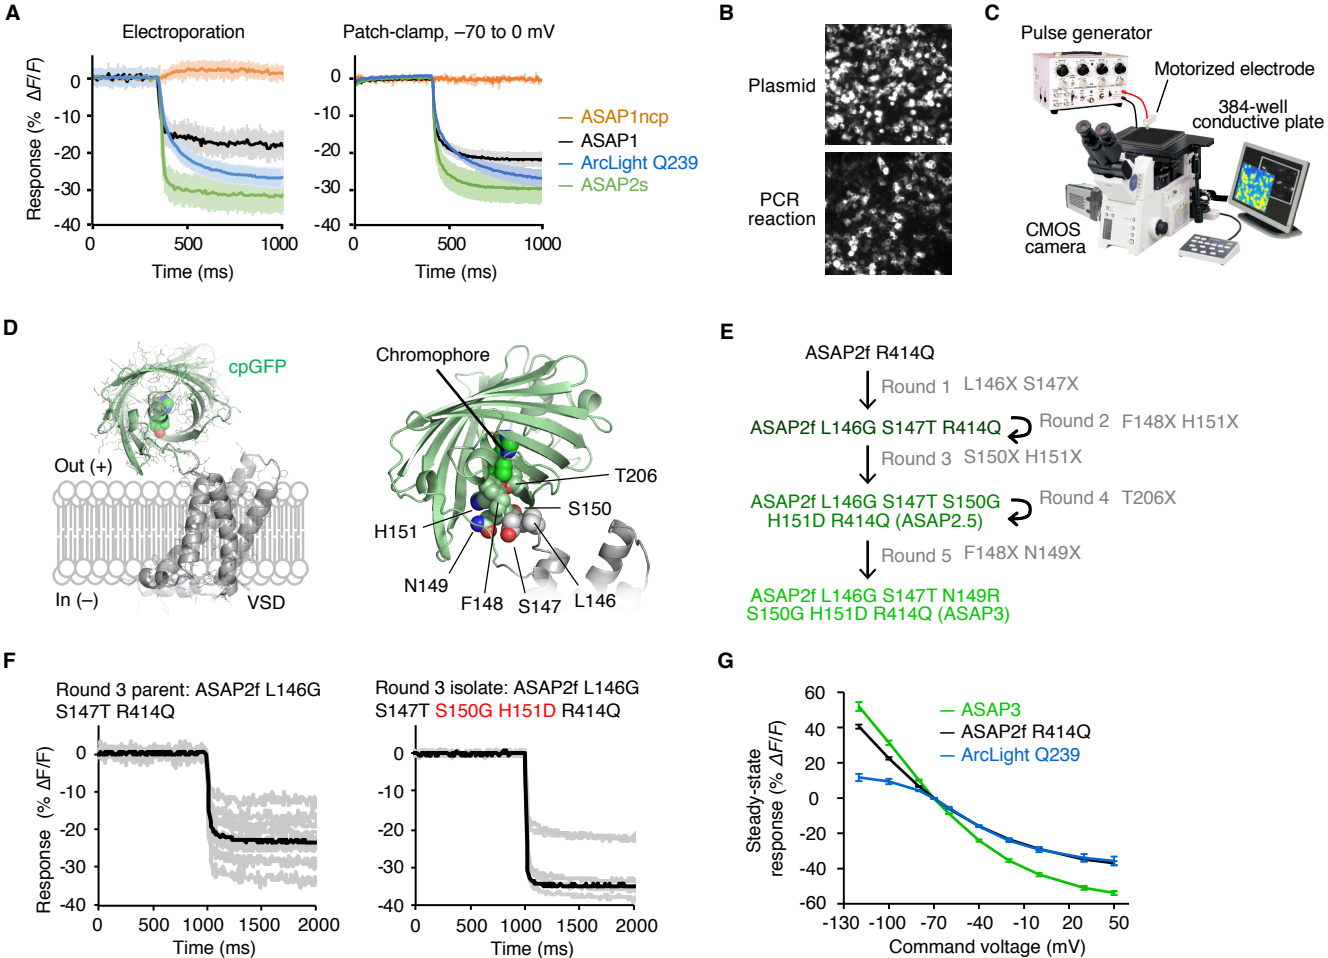 A
Electroporation
Patch-clamp, –70 to 0 mV
Response (% ΔF/F)
0
-10
-20
-30
-40
0
500
1000
Time (ms)
0
-10
-20
-30
-40
0
500
1000
Time (ms)
ASAP1ncp
ASAP1
ArcLight Q239
ASAP2s
B
Plasmid
PCR
reaction
C
Pulse generator
Motorized electrode
384-well
conductive plate
CMOS
camera
D
cpGFP
Out (+)
In (–)
VSD
Chromophore
T206
S150
H151
N149
F148
S147
L146
E
ASAP2f R414Q
Round 1 L146X S147X
ASAP2f L146G S147T R414Q
Round 2 F148X H151X
Round 3 S150X H151X
ASAP2f L146G S147T S150G
H151D R414Q (ASAP2.5)
Round 4 T206X
Round 5 F148X N149X
ASAP2f L146G S147T N149R
S150G H151D R414Q (ASAP3)
F
Round 3 parent: ASAP2f L146G
S147T R414Q
Response (% ΔF/F)
0
-10
-20
-30
-40
0
500
1000
2000
Time (ms)
Round 3 isolate: ASAP2f L146G
S147T S150G H151D R414Q
0
-10
-20
-30
-40
0
500
1000
1500
2000
Time (ms)
G
Steady-state
response (% ΔF/F)
60
40
20
0
-20
-40
-60
-130
-100
-70
-40
-10
20
50
Command voltage (mV)
ASAP3
ASAP2f R414Q
ArcLight Q239